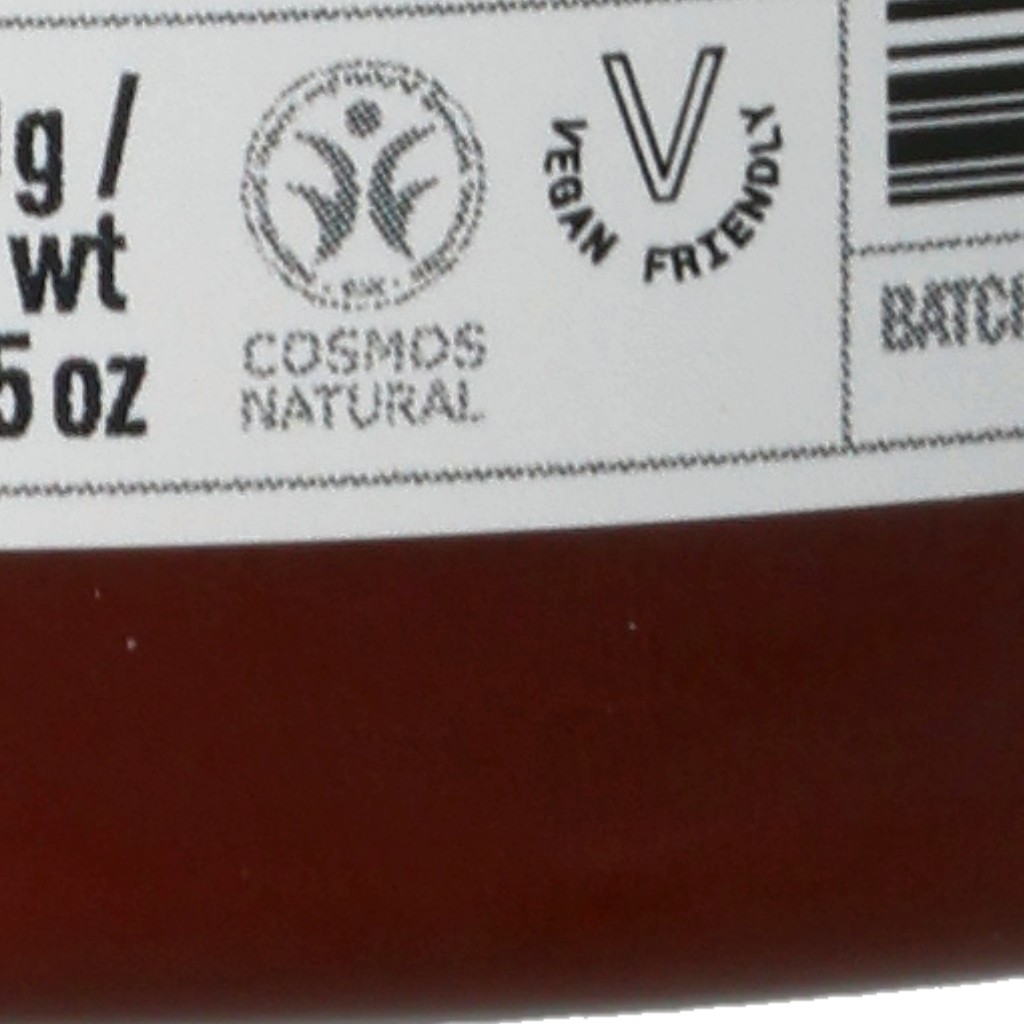 g /
wt
5 oz
COSMOS
NATURAL
V
VEGAN FRIENDLY
BATC